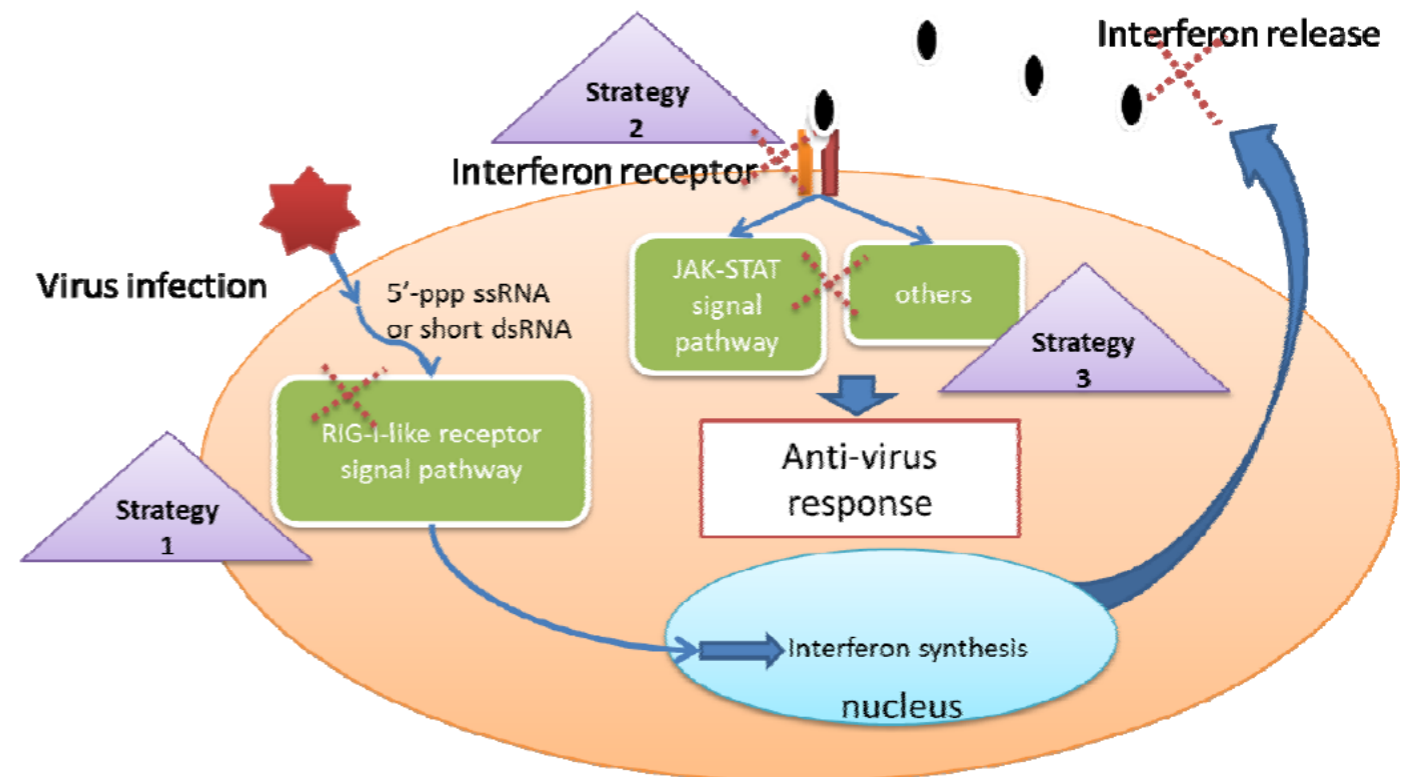 Interferon release
Strategy
2
Interferon receptor
Virus infection
5'-ppp ssRNA
or short dsRNA
JAK-STAT
signal
pathway
others
Strategy
3
RIG-i-like receptor
signal pathway
Anti-virus
response
Strategy
1
Interferon synthesis
nucleus